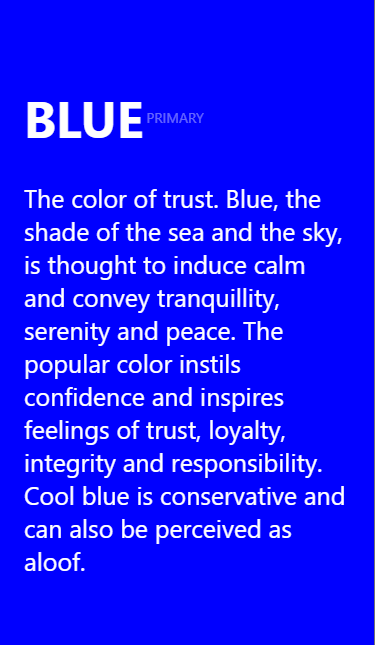 BLUE PRIMARY
The color of trust. Blue, the
shade of the sea and the sky,
is thought to induce calm
and convey tranquillity,
serenity and peace. The
popular color instils
confidence and inspires
feelings of trust, loyalty,
integrity and responsibility.
Cool blue is conservative and
can also be perceived as
aloof.